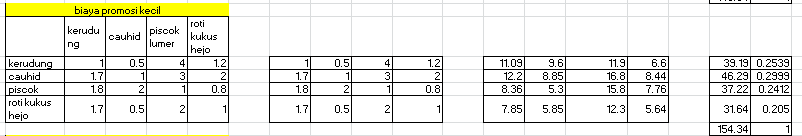 biaya promosi kecil
kerudung cauhid piscok lumer roti kukus hejo
kerudung 1 0.5 4 1.2 1 0.5 4 1.2 11.09 9.6 11.9 6.6 39.19 0.2539
cauhid 1.7 1 3 2 1.7 1 3 2 12.2 8.85 16.8 8.44 46.29 0.2999
piscok 1.8 2 1 0.8 1.8 2 1 0.8 8.36 5.3 15.8 7.76 37.22 0.2412
roti kukus hejo 1.7 0.5 2 1 1.7 0.5 2 1 7.85 5.85 12.3 5.64 31.64 0.205
154.34 1